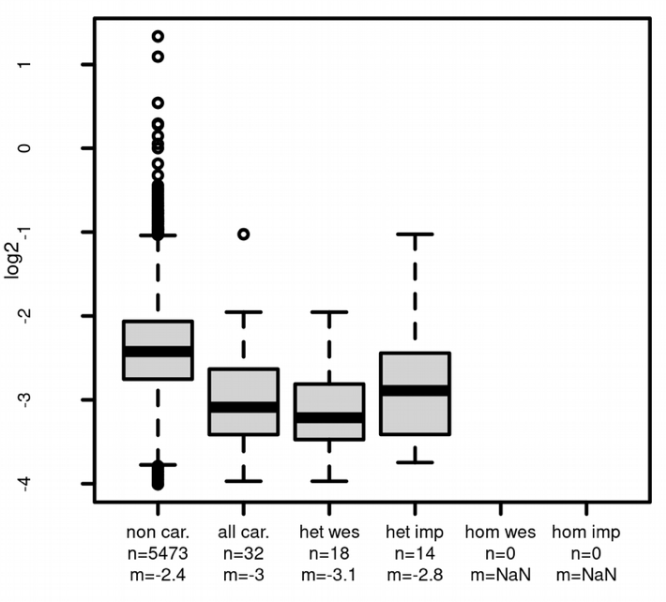 1
0
-1
-2
-3
-4
log2
non car. all car. het wes het imp hom wes hom imp
n=5473 n=32 n=18 n=14 n=0 n=0
m=-2.4 m=-3 m=-3.1 m=-2.8 m=NaN m=NaN